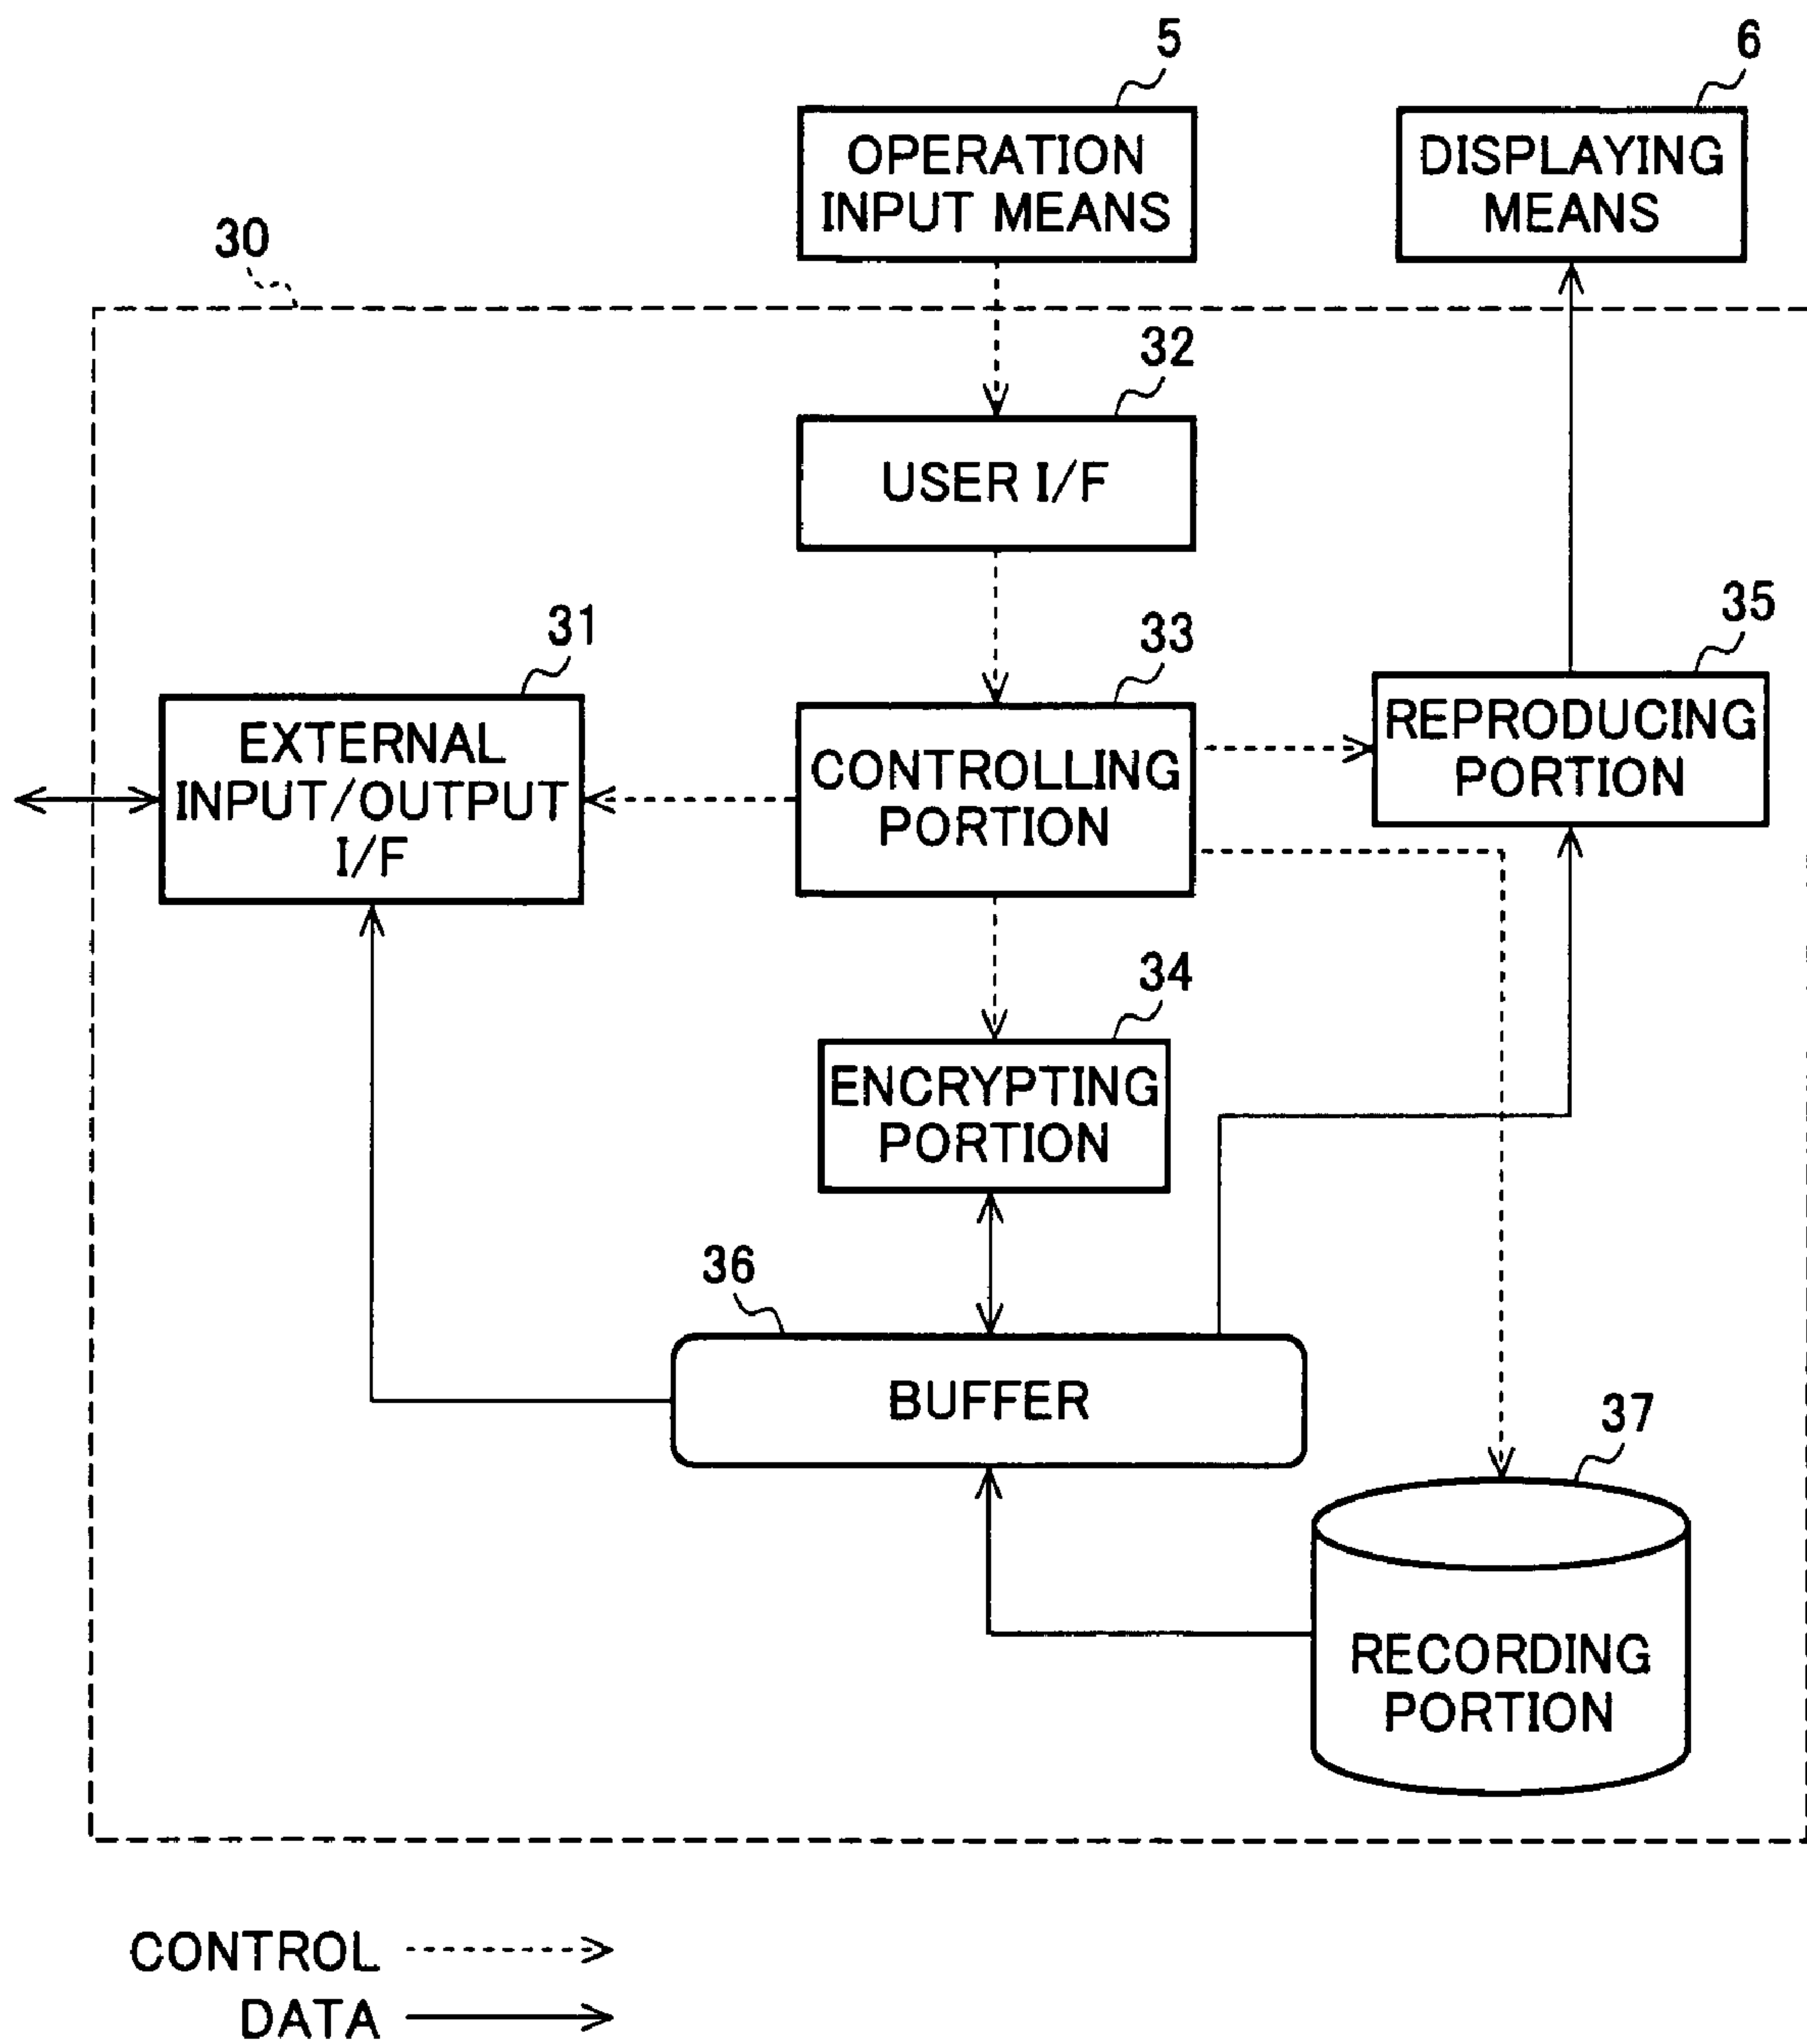 5
6
OPERATION
INPUT MEANS
DISPLAYING
MEANS
30
32
USER I/F
31
33
35
EXTERNAL
INPUT/OUTPUT
I/F
CONTROLLING
PORTION
REPRODUCING
PORTION
34
ENCRYPTING
PORTION
36
BUFFER
37
RECORDING
PORTION
CONTROL
DATA